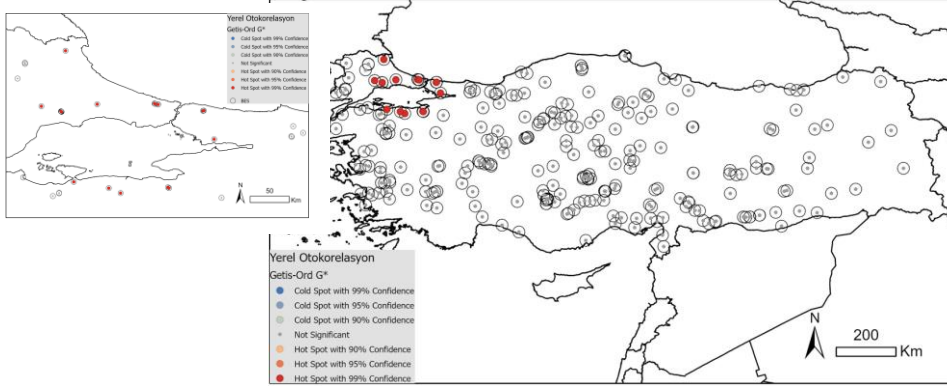 Yerel Otokorelasyon
Getis-Ord G*
Cold Spot with 99% Confidence
Cold Spot with 95% Confidence
Cold Spot with 90% Confidence
Not Significant
Hot Spot with 90% Confidence
Hot Spot with 95% Confidence
Hot Spot with 99% Confidence
BES
N
50
Km
Yerel Otokorelasyon
Getis-Ord G*
Cold Spot with 99% Confidence
Cold Spot with 95% Confidence
Cold Spot with 90% Confidence
Not Significant
Hot Spot with 90% Confidence
Hot Spot with 95% Confidence
Hot Spot with 99% Confidence
N
200
Km